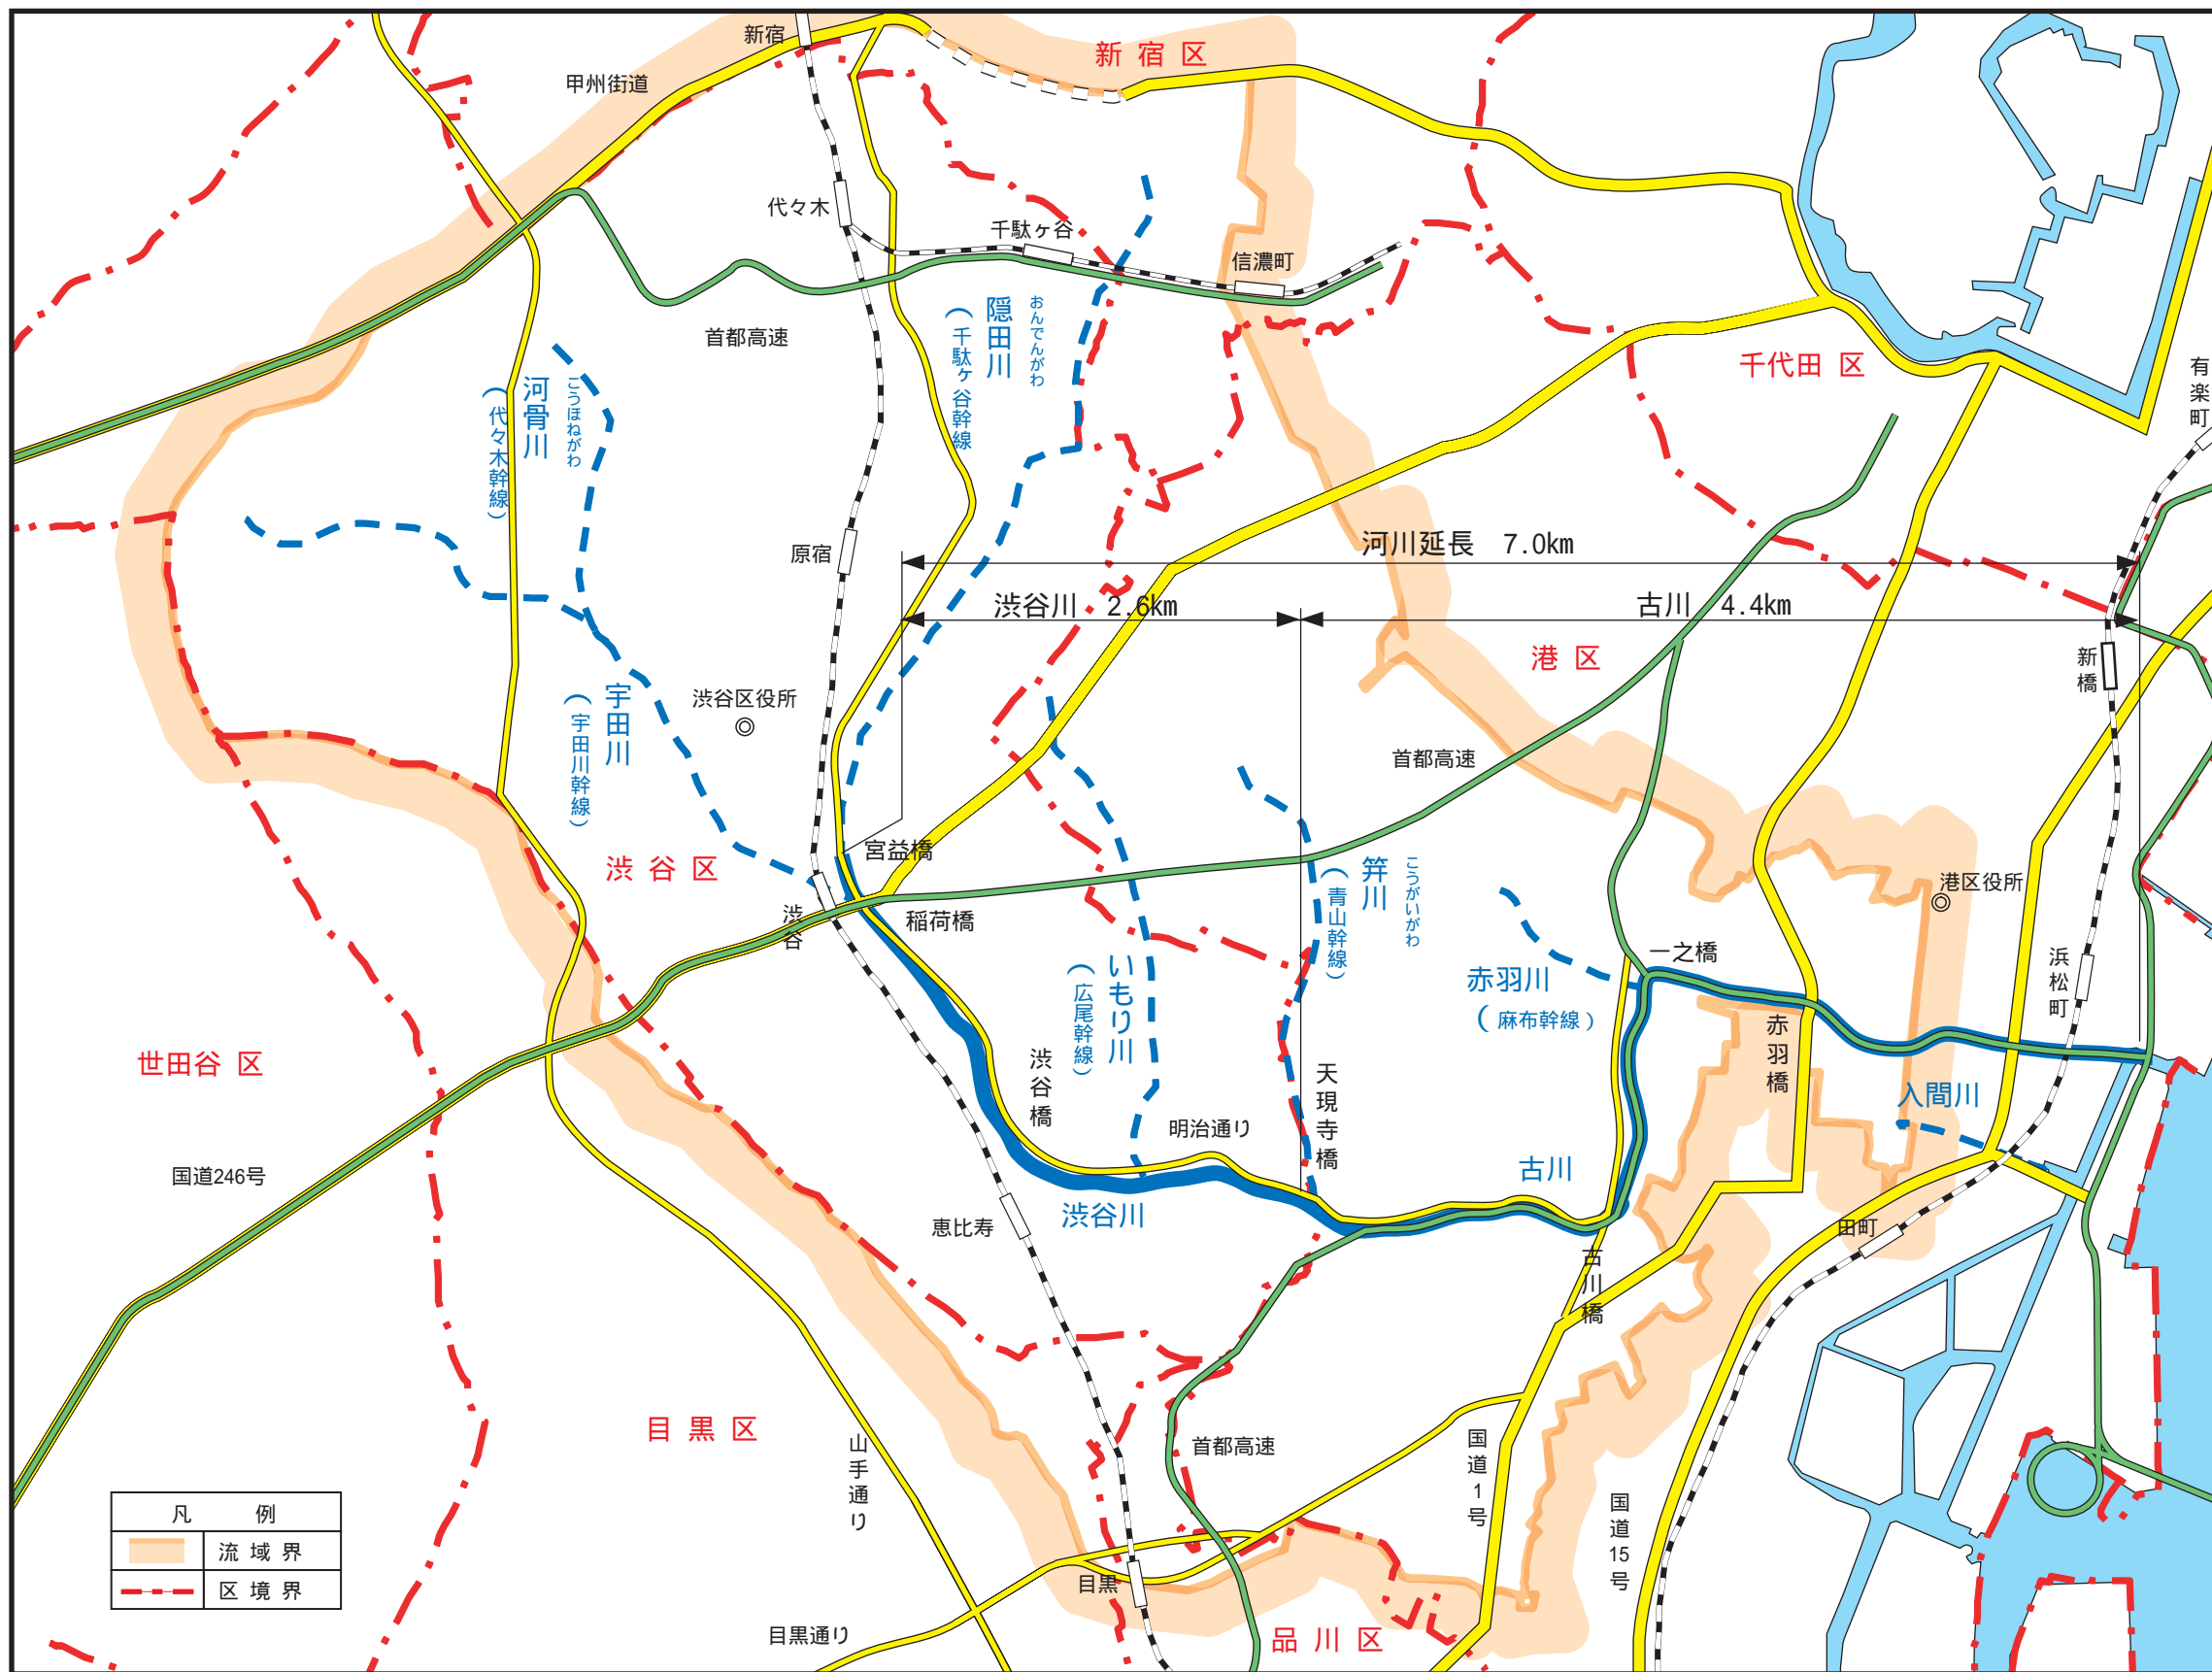 新宿
新宿区
甲州街道
代々木
千駄ヶ谷
信濃町
首都高速
隠田川
おんでんがわ
(千駄ヶ谷幹線
河骨川
こうほねがわ
(代々木幹線)
千代田区
有楽町
原宿
河川延長 7.0km
渋谷川 2.6km
古川 4.4km
港区
新橋
宇田川
(宇田川幹線)
渋谷区役所
首都高速
宮益橋
渋谷区
渋谷
稲荷橋
笄川
こうがいがわ
(青山幹線)
港区役所
一之橋
浜松町
いもり川
(広尾幹線)
赤羽川
(麻布幹線)
赤羽橋
世田谷区
渋谷橋
天現寺橋
入間川
明治通り
国道246号
古川
渋谷川
恵比寿
田町
古川橋
目黒区
山手通り
首都高速
国道1号
国道15号
凡例
流域界
区境界
目黒
目黒通り
品川区